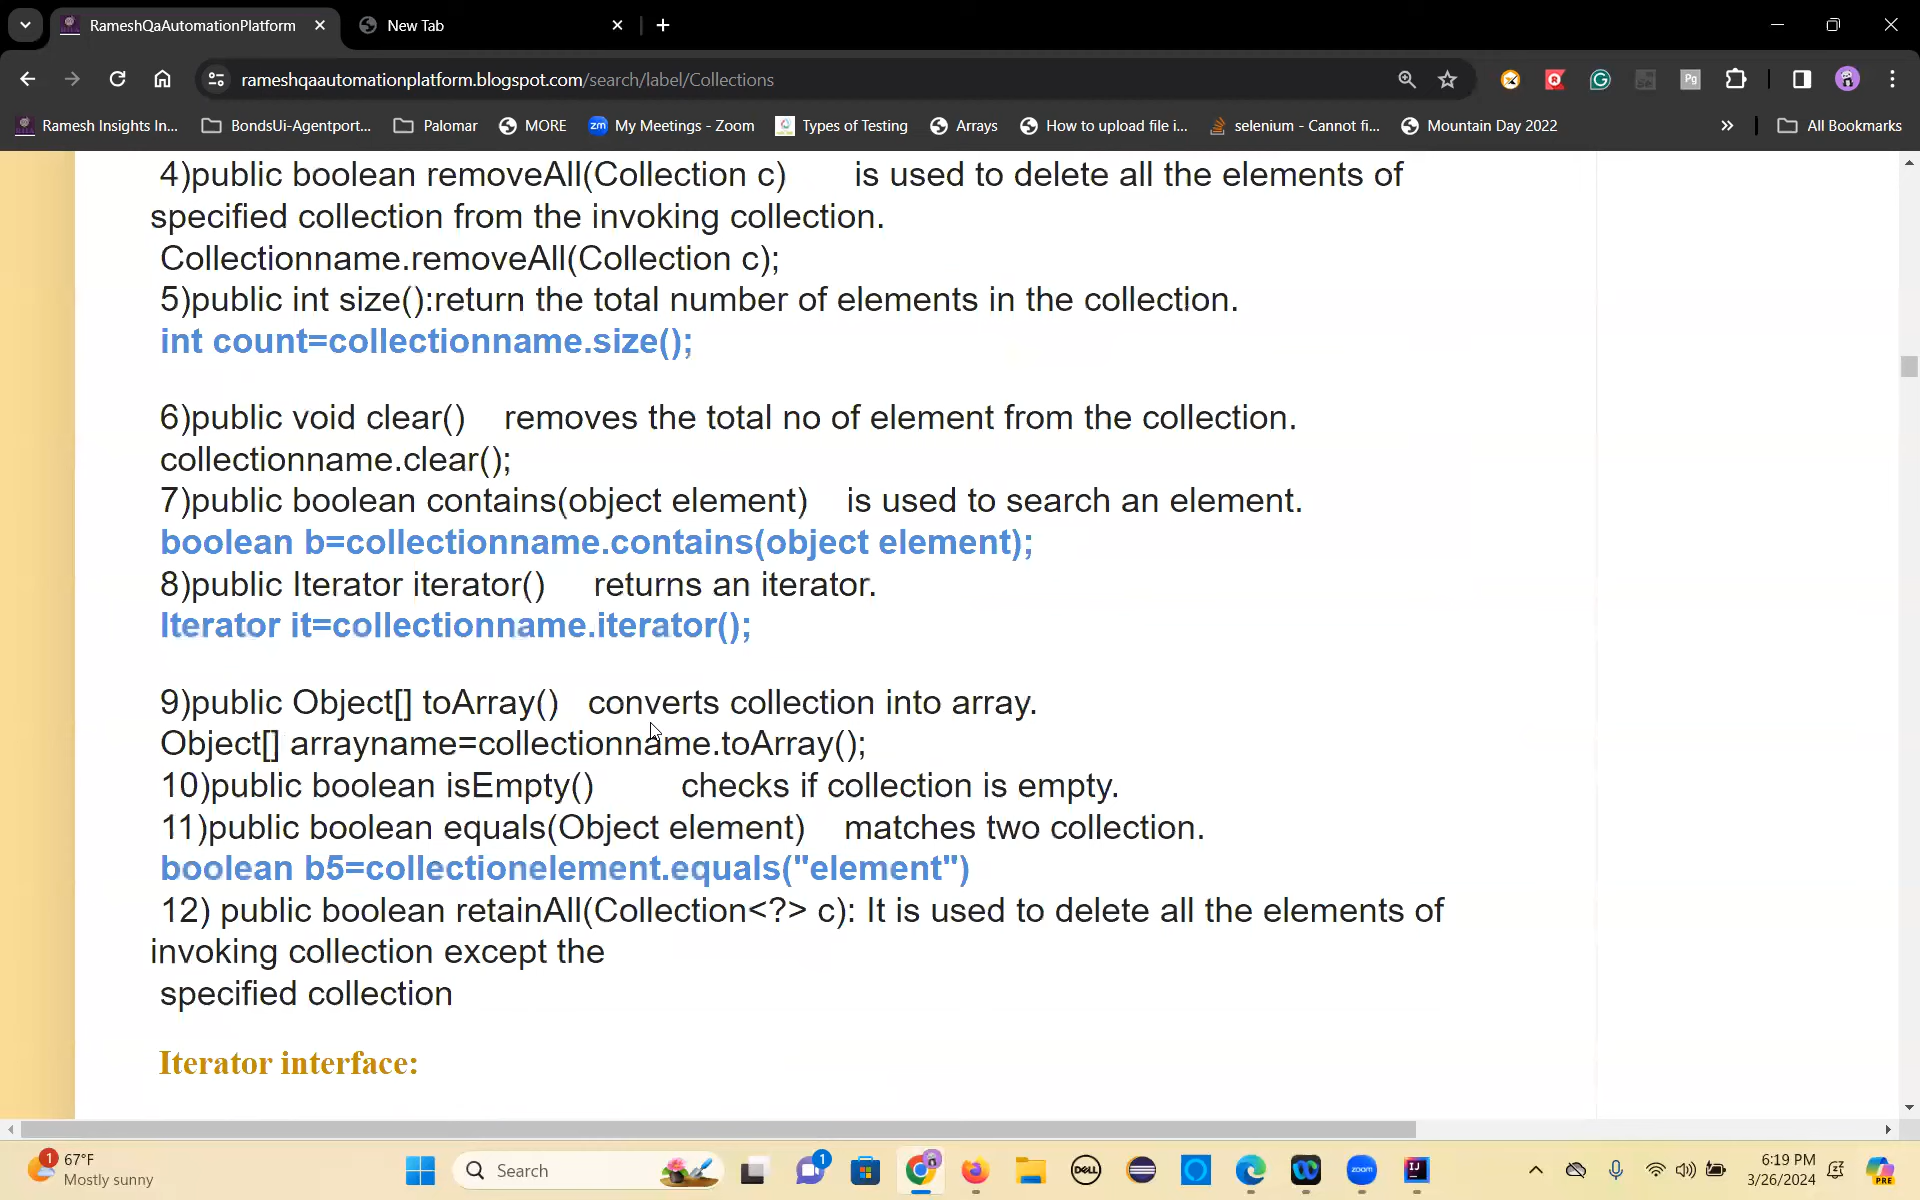 RameshQaAutomationPlatform
New Tab
rameshqaautomationplatform.blogspot.com/search/label/Collections
Ramesh Insights In...
BondsUi-Agentport...
Palomar
MORE
zm My Meetings - Zoom
Types of Testing
Arrays
How to upload file i...
selenium - Cannot fi...
Mountain Day 2022
All Bookmarks
4)public boolean removeAll(Collection c) is used to delete all the elements of
specified collection from the invoking collection.
Collectionname.removeAll(Collection c);
5)public int size():return the total number of elements in the collection.
int count=collectionname.size();
6)public void clear() removes the total no of element from the collection.
collectionname.clear();
7)public boolean contains(object element) is used to search an element.
boolean b=collectionname.contains(object element);
8)public Iterator iterator() returns an iterator.
Iterator it=collectionname.iterator();
9)public Object[] toArray() converts collection into array.
Object[] arrayname=collectionname.toArray();
10)public boolean isEmpty() checks if collection is empty.
11)public boolean equals(Object element) matches two collection.
boolean b5=collectionelement.equals("element")
12) public boolean retainAll(Collection<?> c): It is used to delete all the elements of
invoking collection except the
specified collection
Iterator interface:
1
67°F
Mostly sunny
Search
1
DELL
zoom
IJ
6:19 PM
3/26/2024
PRE